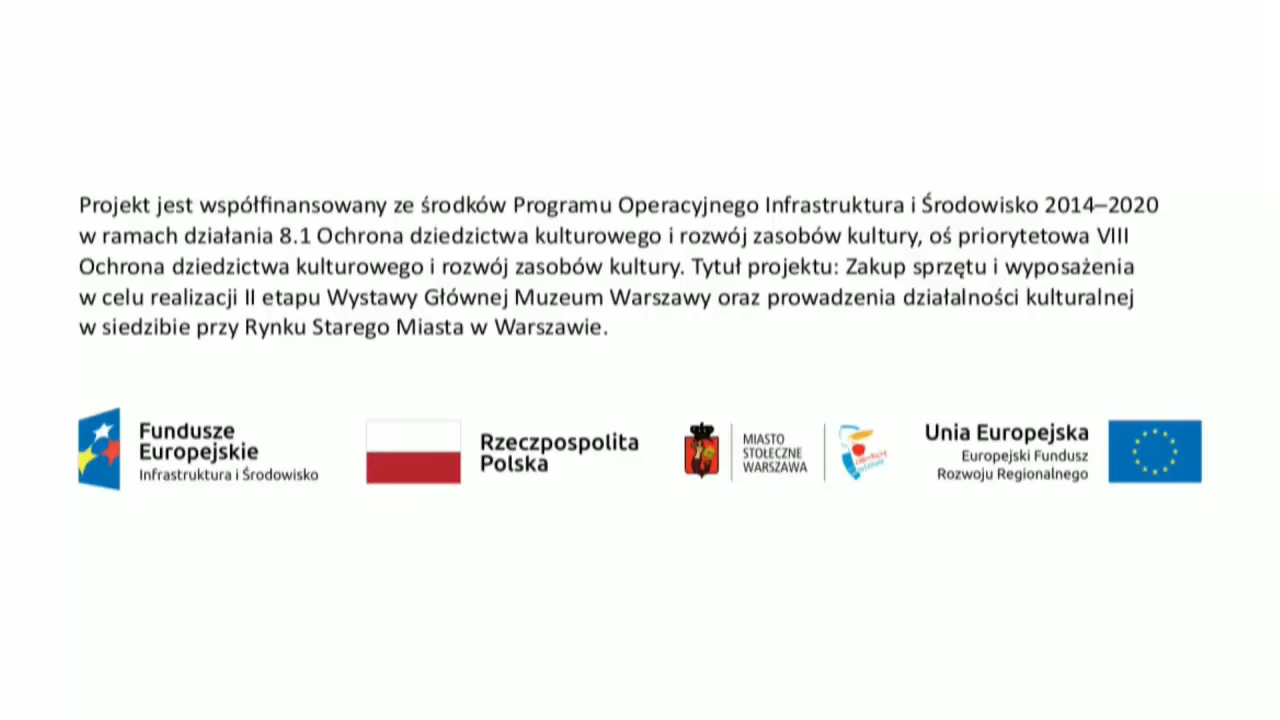 Projekt jest współfinansowany ze środków Programu Operacyjnego Infrastruktura i Środowisko 2014–2020
w ramach działania 8.1 Ochrona dziedzictwa kulturowego i rozwój zasobów kultury, oś priorytetowa VIII
Ochrona dziedzictwa kulturowego i rozwój zasobów kultury. Tytuł projektu: Zakup sprzętu i wyposażenia
w celu realizacji II etapu Wystawy Głównej Muzeum Warszawy oraz prowadzenia działalności kulturalnej
w siedzibie przy Rynku Starego Miasta w Warszawie.
Fundusze
Europejskie
Infrastruktura i Środowisko
Rzeczpospolita
Polska
MIASTO
STOŁECZNE
WARSZAWA
Unia Europejska
Europejski Fundusz
Rozwoju Regionalnego